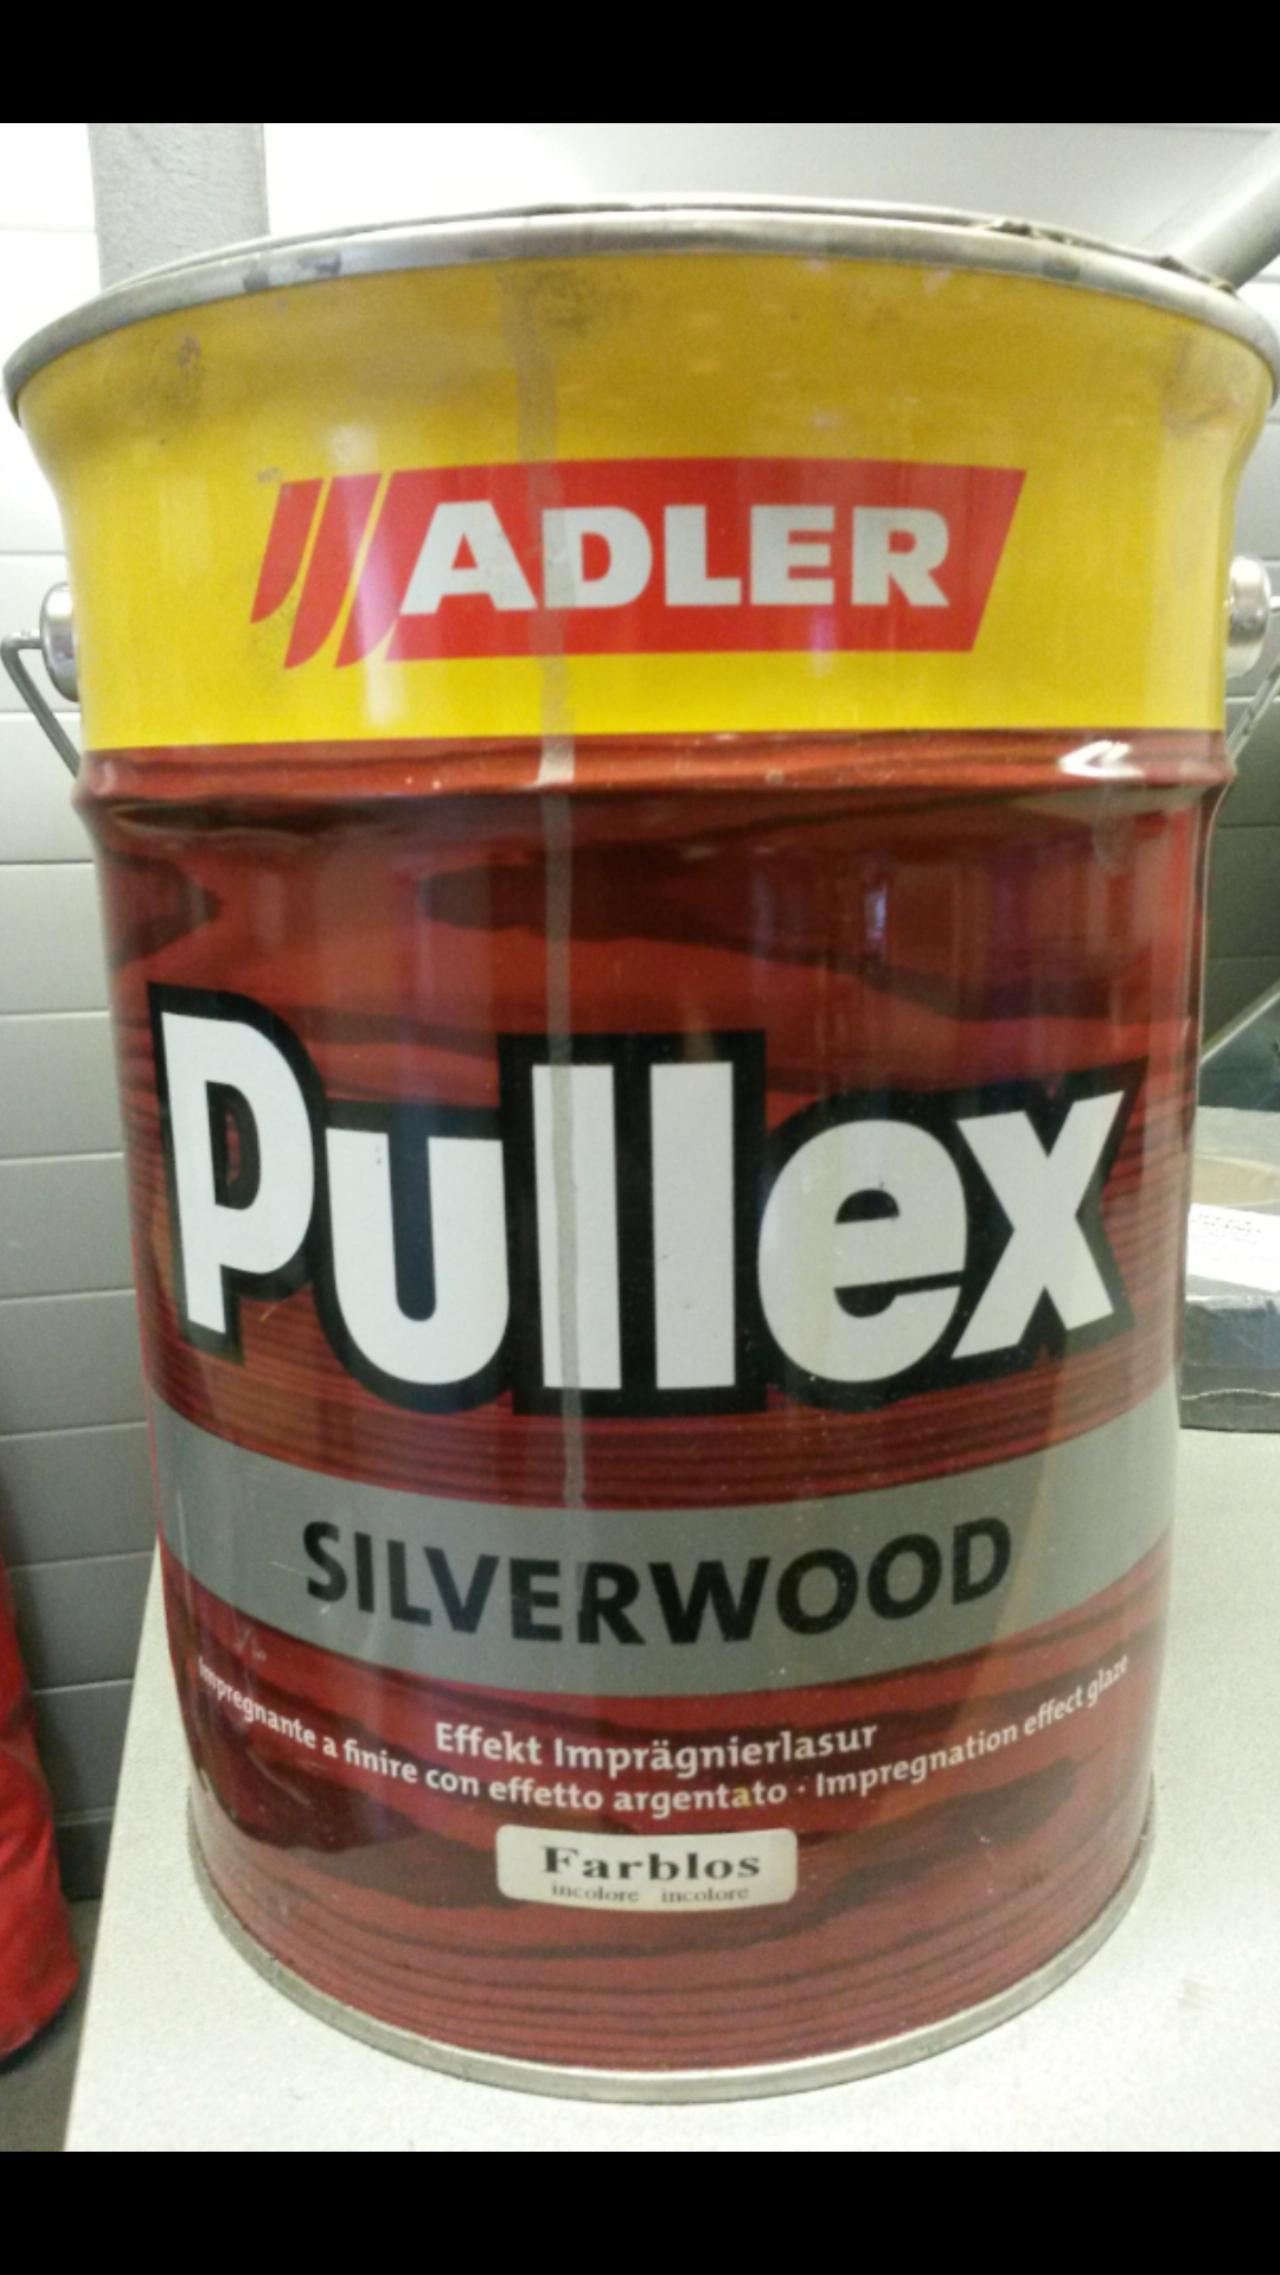 ADLER
Pullex
SILVERWOOD
Effekt Imprägnierlasur
Impregnante a finire con effetto argentato · Impregnation effect glaze
Farblos
incolore incolore